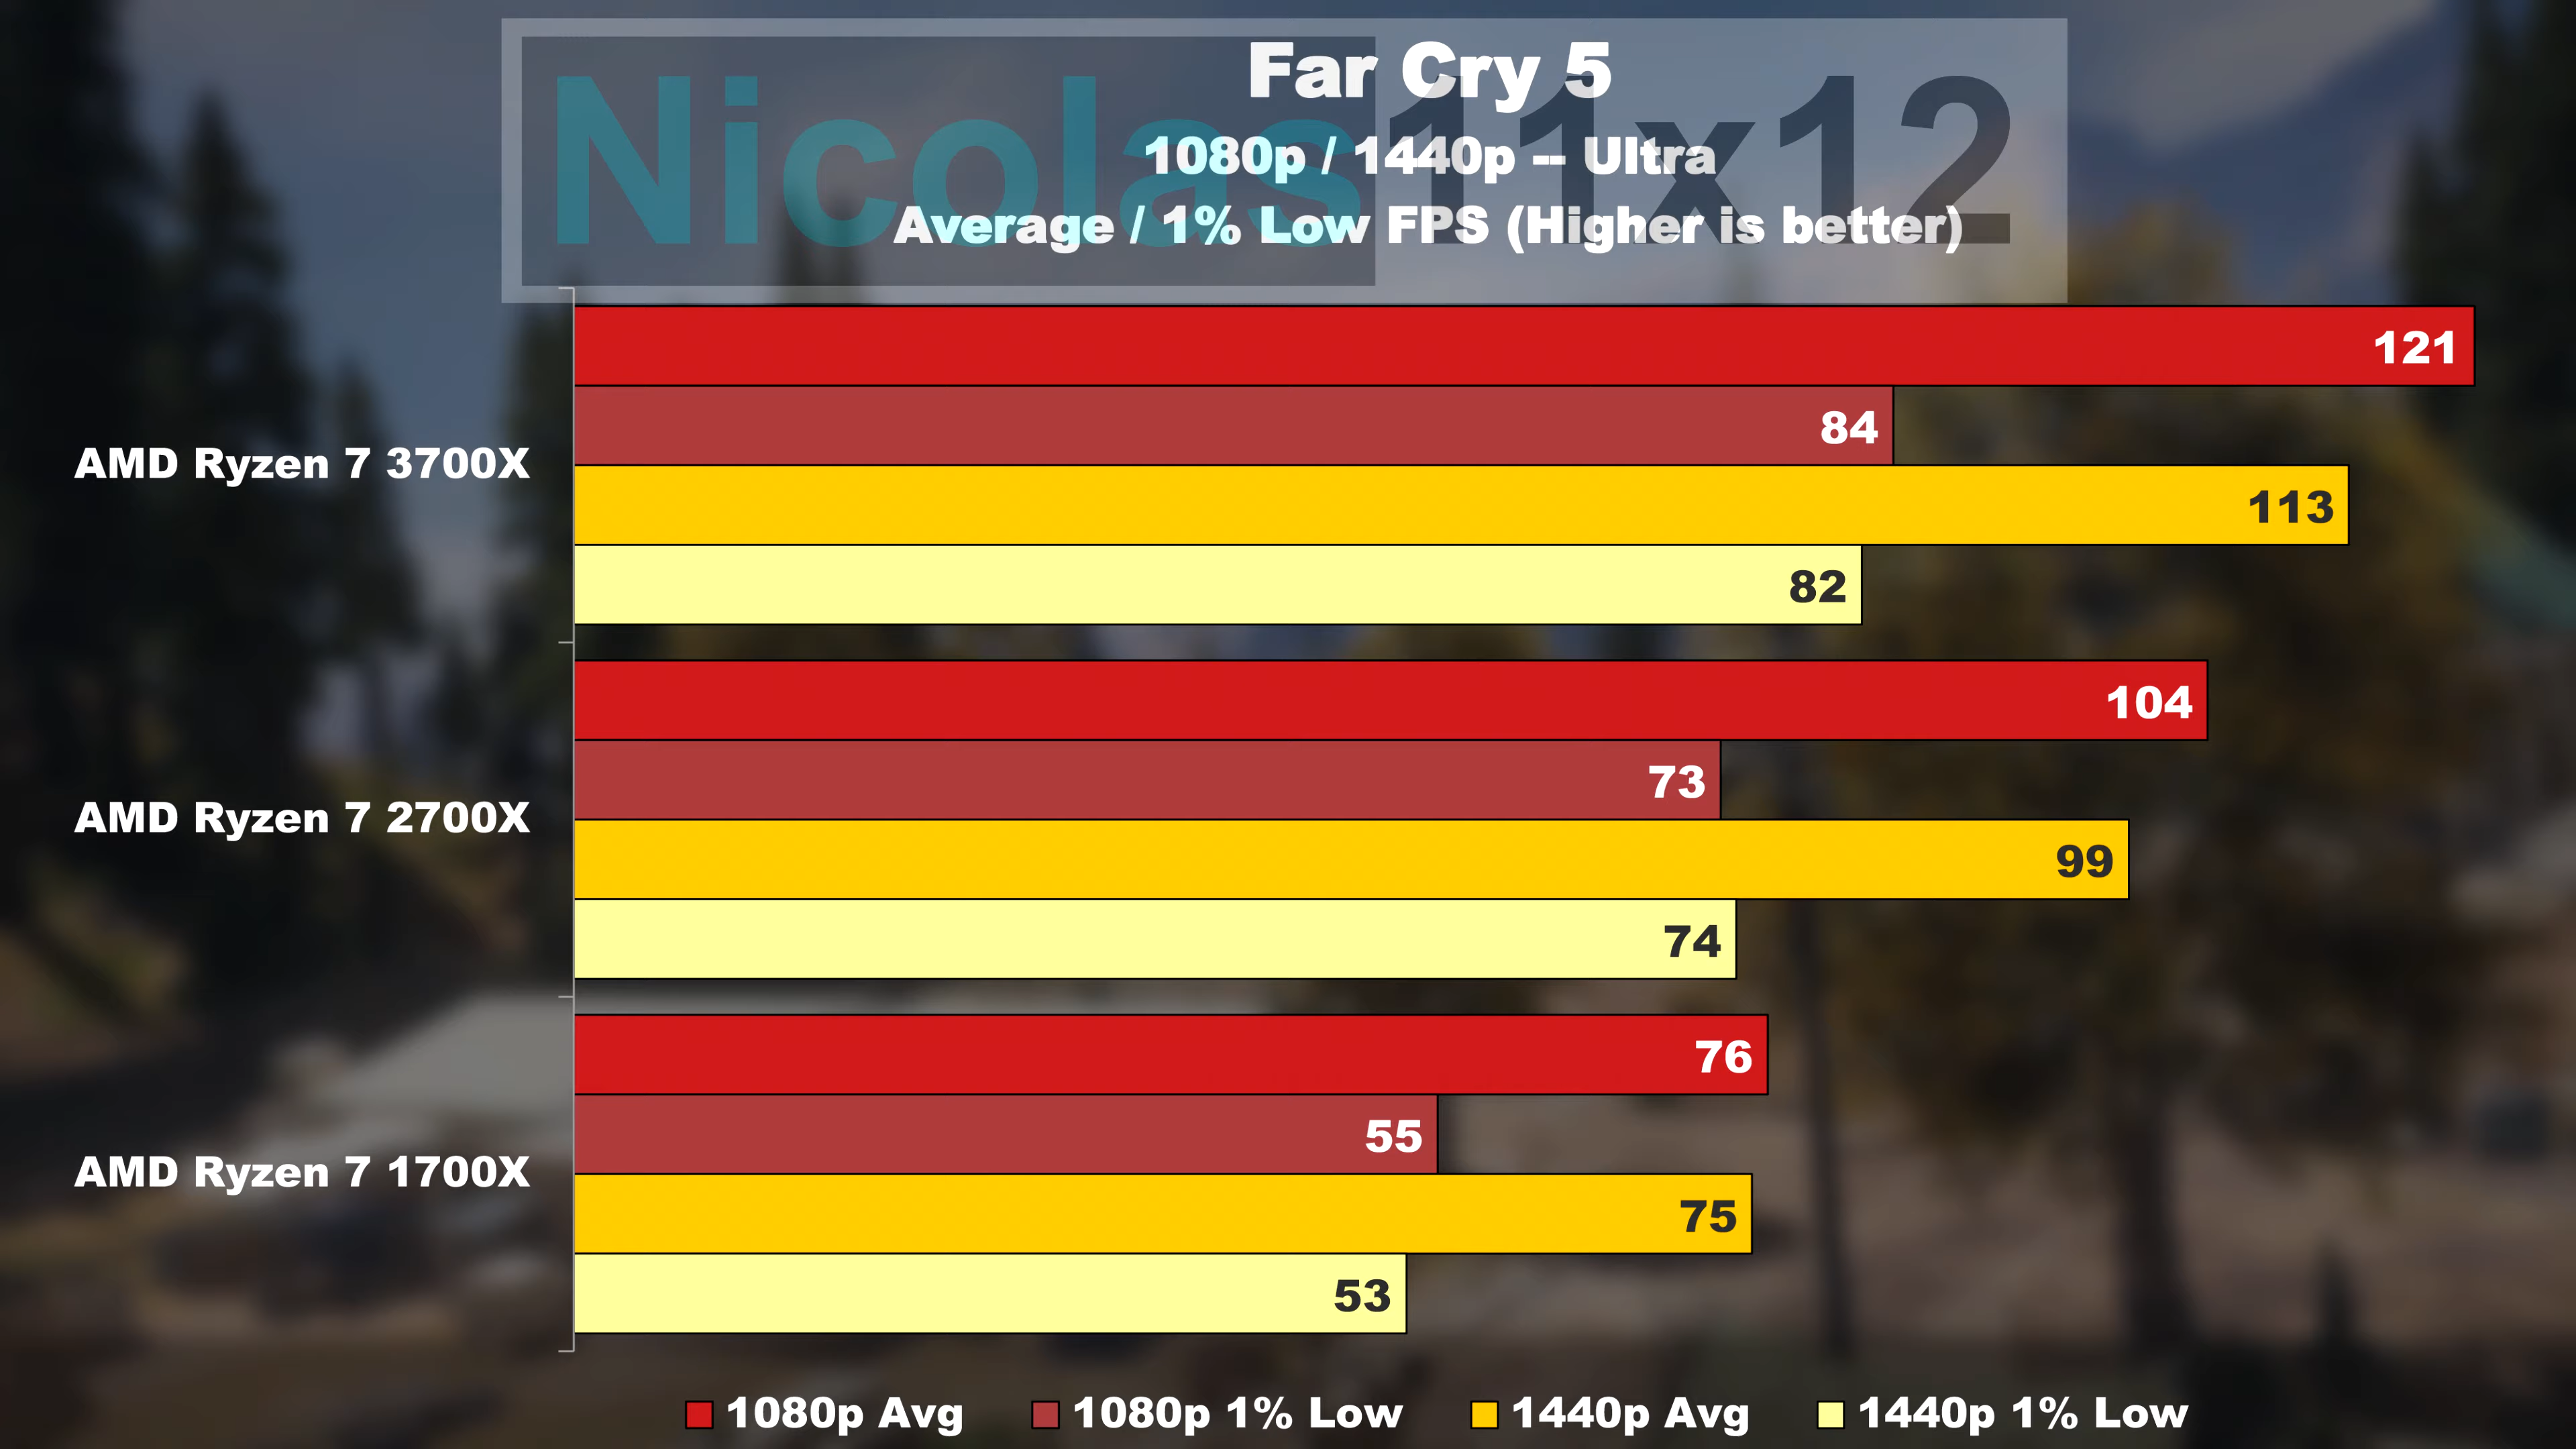 Nicolas11x12
Far Cry 5
1080p / 1440p -- Ultra
Average / 1% Low FPS (Higher is better)
AMD Ryzen 7 3700X
121
84
113
82
AMD Ryzen 7 2700X
104
73
99
74
AMD Ryzen 7 1700X
76
55
75
53
1080p Avg 1080p 1% Low 1440p Avg 1440p 1% Low